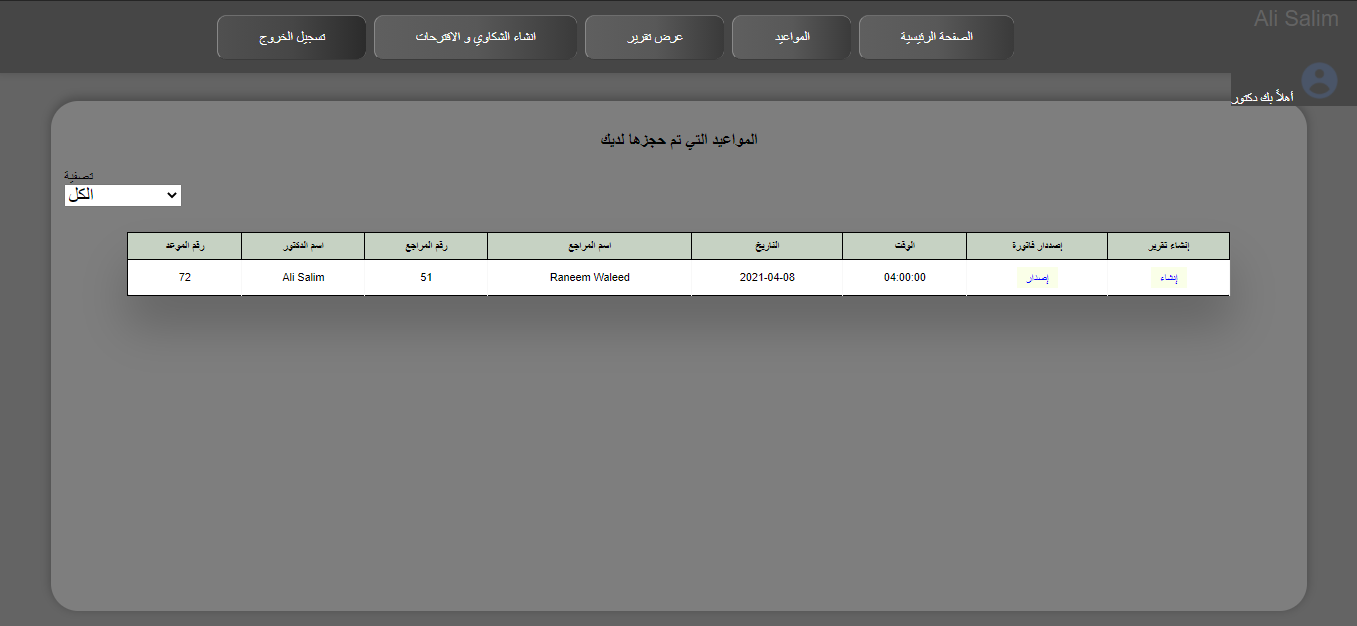 Ali Salim
الصفحة الرئيسية
المواعيد
عرض تقرير
انشاء الشكاوي و الاقترحات
تسجيل الخروج
أهلاً بك دكتور
المواعيد التي تم حجزها لديك
تصفية
الكل
رقم الموعد اسم الدكتور رقم المراجع اسم المراجع التاريخ الوقت إصددار فاتورة إنشاء تقرير
72 Ali Salim 51 Raneem Waleed 2021-04-08 04:00:00 إصدار إنشاء